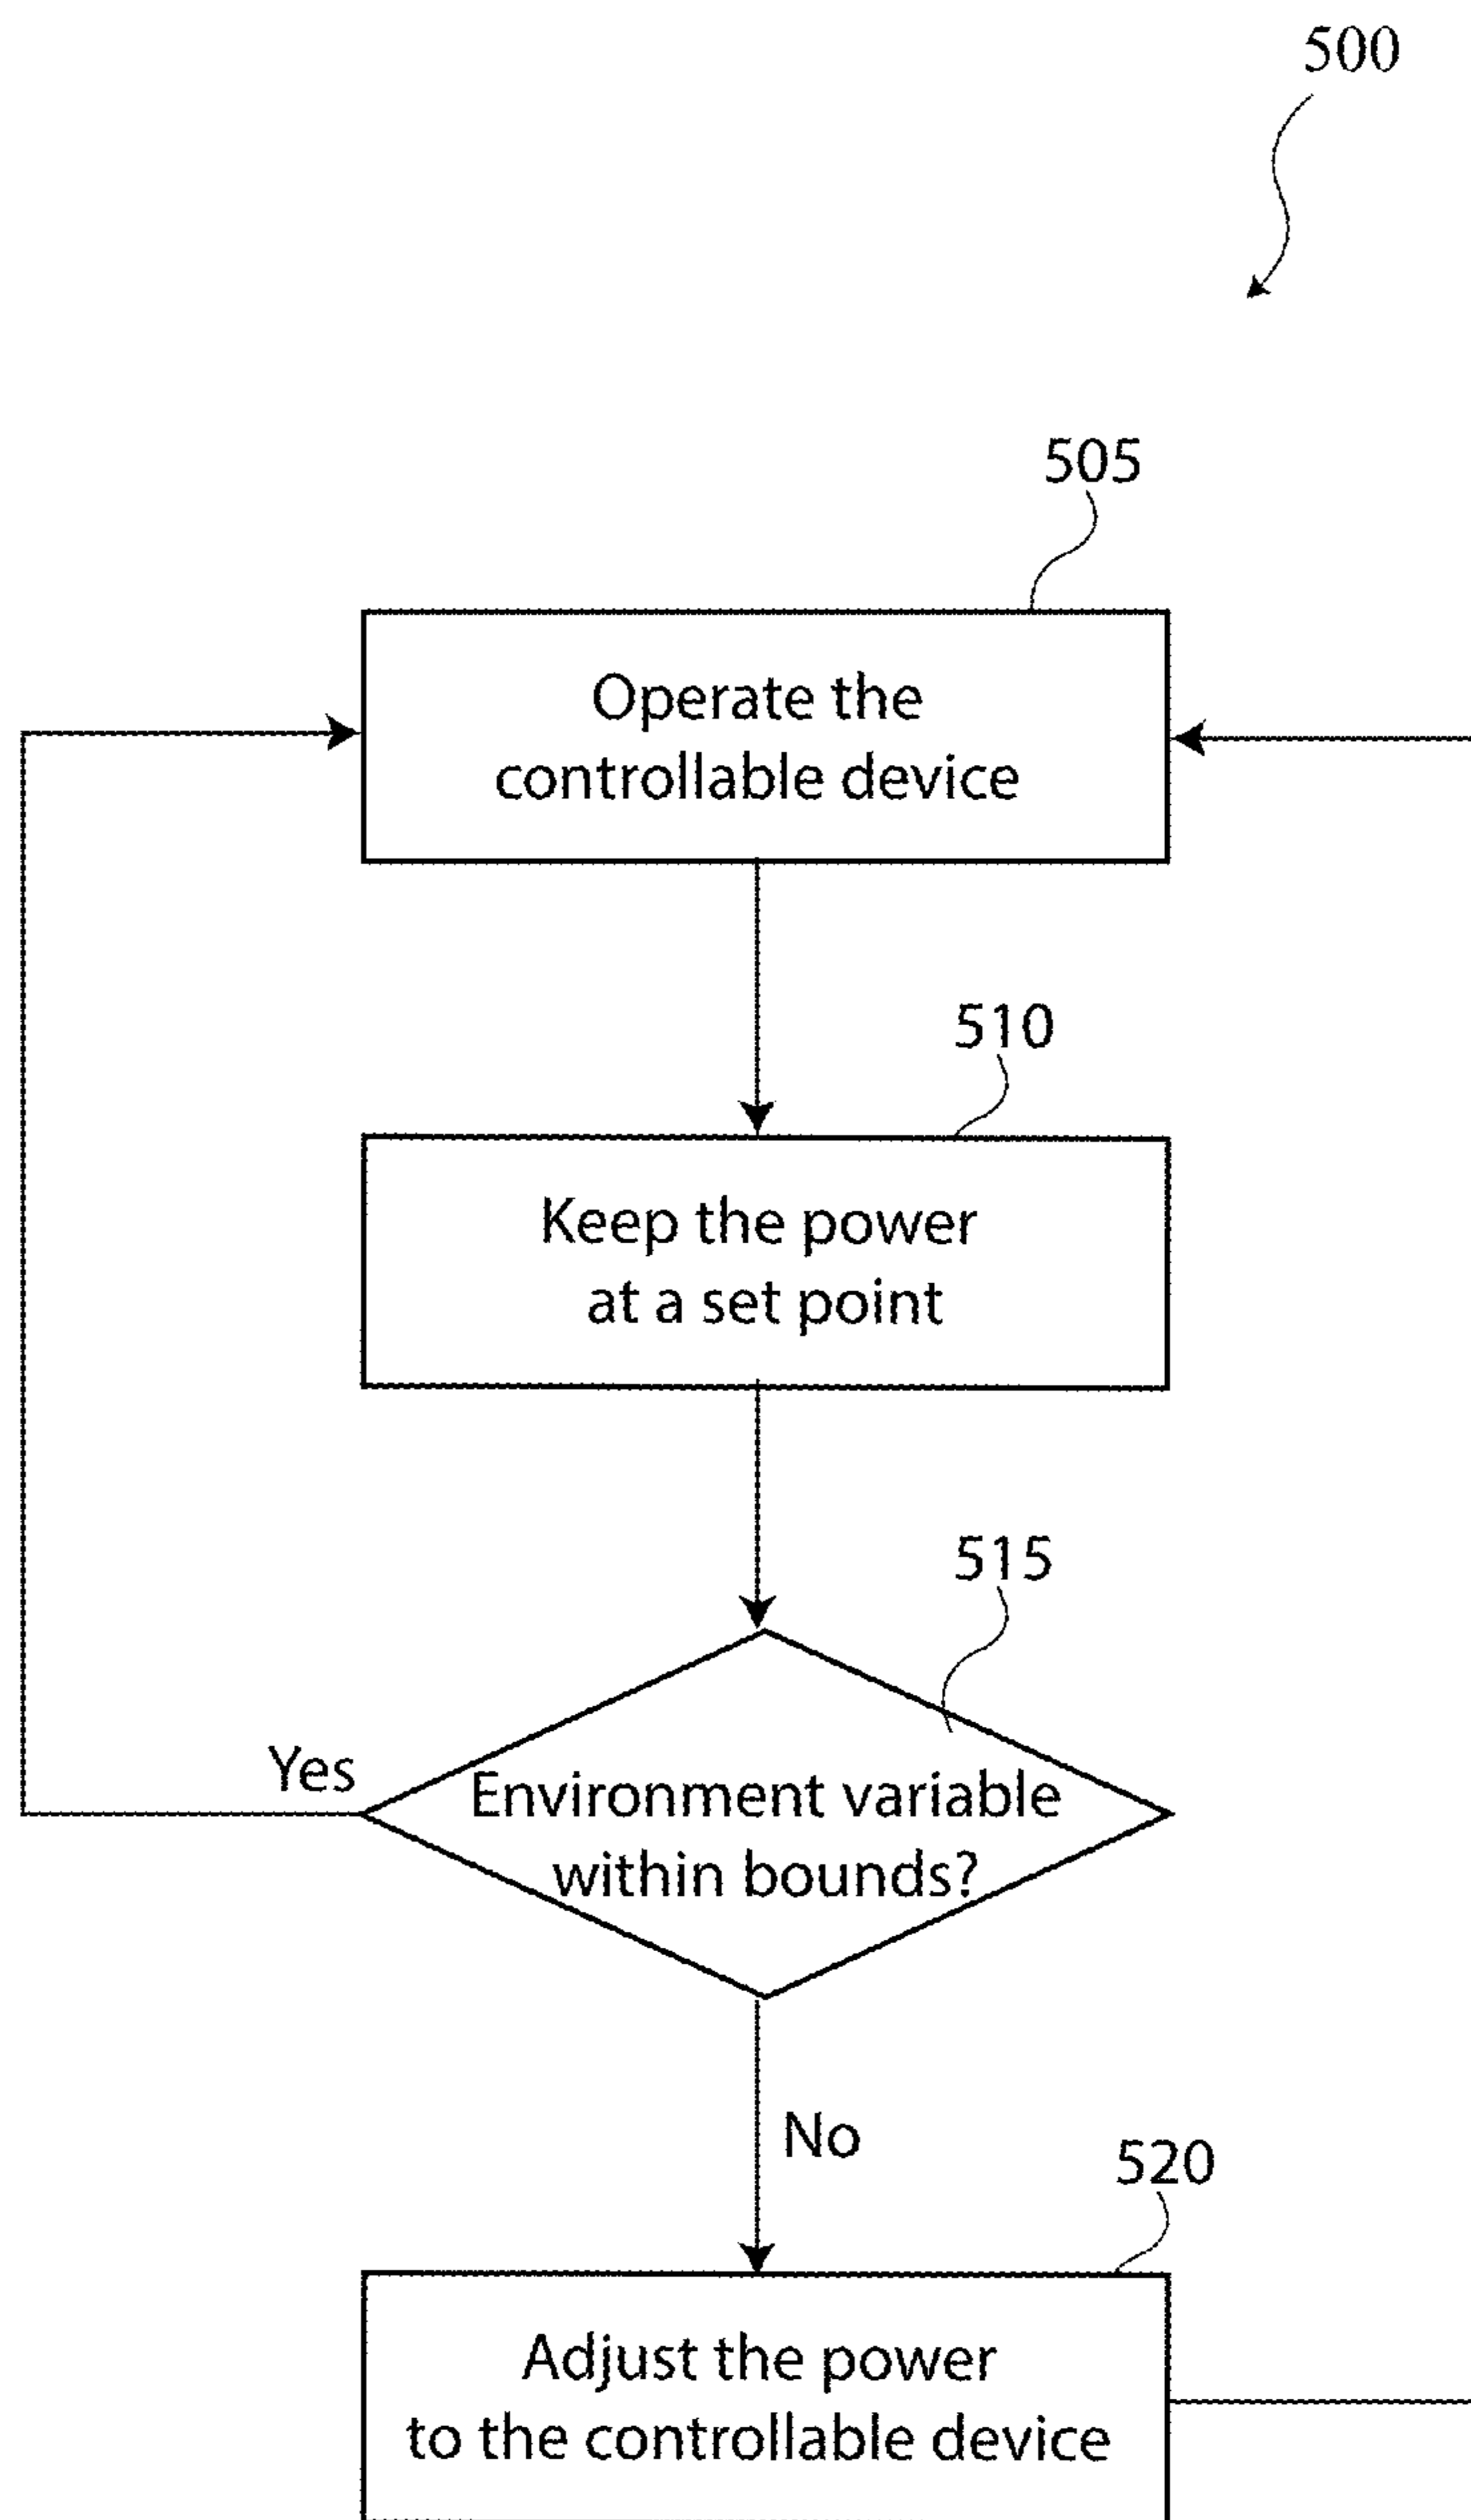 500
505
Operate the
controllable device
510
Keep the power
at a set point
515
Yes
Environment variable
within bounds?
No
520
Adjust the power
to the controllable device